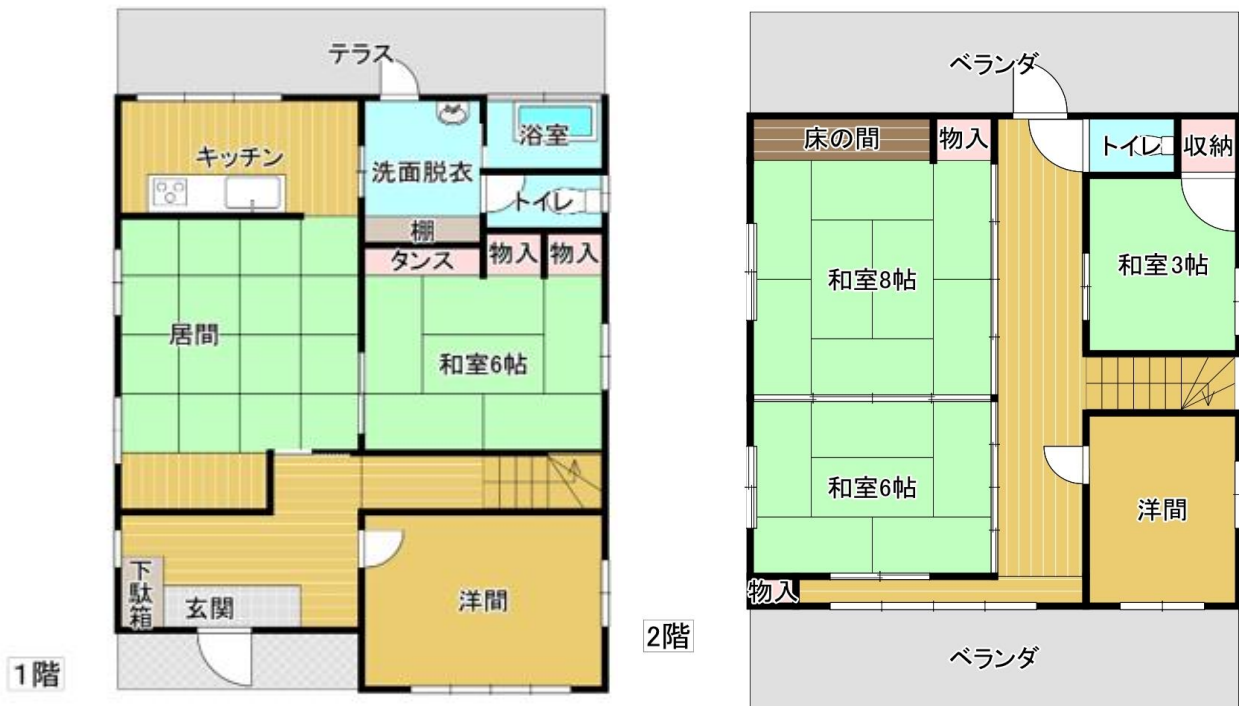 テラス
浴室
キッチン
洗面脱衣
トイレ
棚
タンス
物入
物入
居間
和室6帖
下駄箱
玄関
洋間
1階
ベランダ
床の間
物入
トイレ
収納
和室8帖
和室3帖
和室6帖
洋間
物入
2階
ベランダ